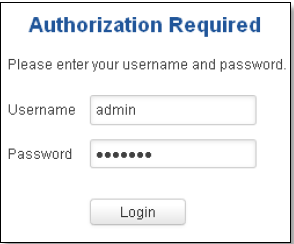 Authorization Required
Please enter your username and password.
Username admin
Password •••••••
Login